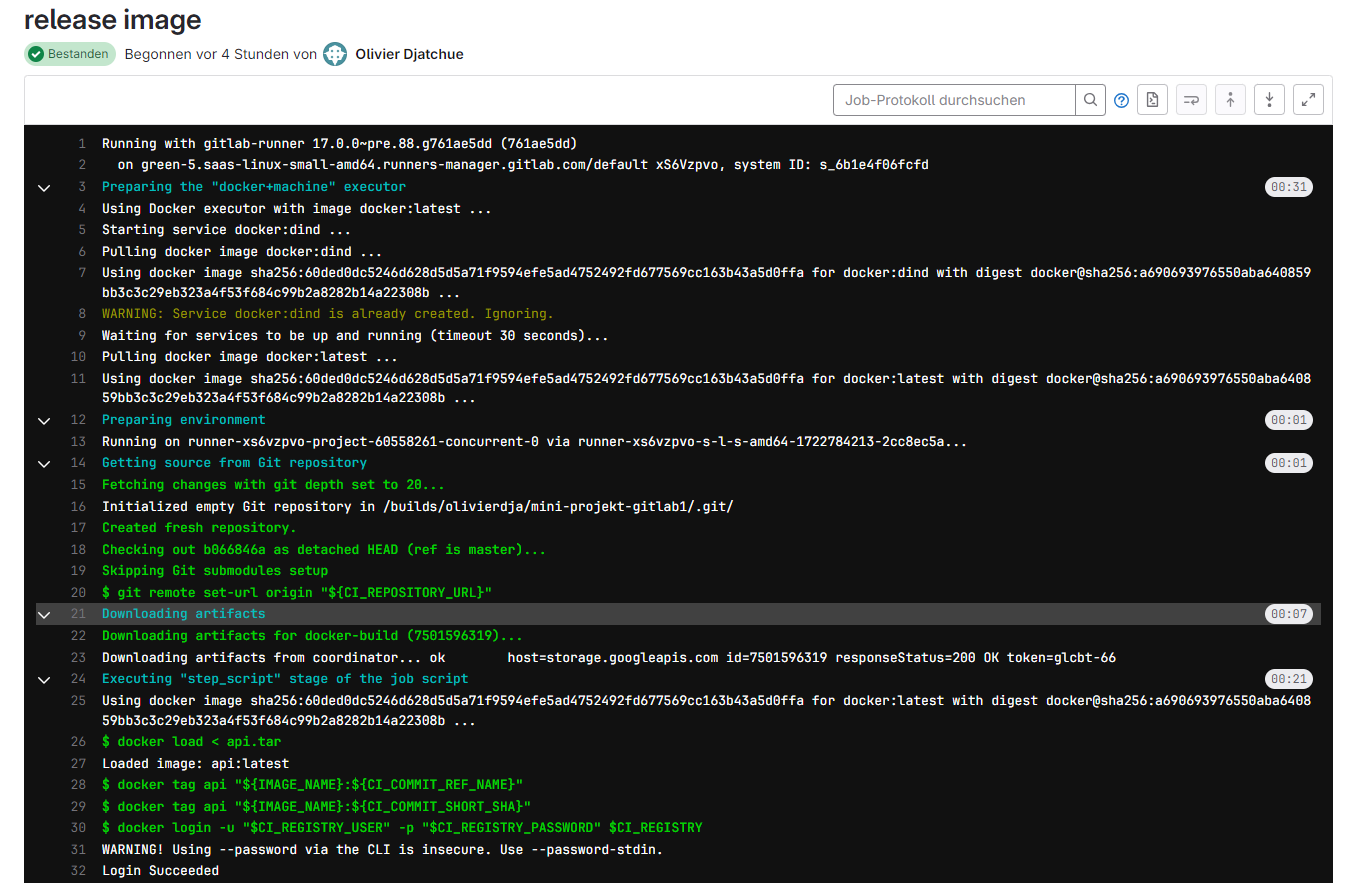 release image
Bestanden Begonnen vor 4 Stunden von Olivier Djatchue
Job-Protokoll durchsuchen
1 Running with gitlab-runner 17.0.0~pre.88.g761ae5dd (761ae5dd)
2 on green-5.saas-linux-small-amd64.runners-manager.gitlab.com/default xS6Vzpvo, system ID: s_6b1e4f06fcfd
3 Preparing the "docker+machine" executor 00:31
4 Using Docker executor with image docker:latest ...
5 Starting service docker:dind ...
6 Pulling docker image docker:dind ...
7 Using docker image sha256:60ded0dc5246d628d5d5a71f9594efe5ad4752492fd677569cc163b43a5d0ffa for docker:dind with digest docker@sha256:a690693976550aba640859
bb3c3c29eb323a4f53f684c99b2a8282b14a22308b ...
8 WARNING: Service docker:dind is already created. Ignoring.
9 Waiting for services to be up and running (timeout 30 seconds)...
10 Pulling docker image docker:latest ...
11 Using docker image sha256:60ded0dc5246d628d5d5a71f9594efe5ad4752492fd677569cc163b43a5d0ffa for docker:latest with digest docker@sha256:a690693976550aba6408
59bb3c3c29eb323a4f53f684c99b2a8282b14a22308b ...
12 Preparing environment 00:01
13 Running on runner-xs6vzpvo-project-60558261-concurrent-0 via runner-xs6vzpvo-s-l-s-amd64-1722784213-2cc8ec5a...
14 Getting source from Git repository 00:01
15 Fetching changes with git depth set to 20...
16 Initialized empty Git repository in /builds/olivierdja/mini-projekt-gitlab1/.git/
17 Created fresh repository.
18 Checking out b066846a as detached HEAD (ref is master)...
19 Skipping Git submodules setup
20 $ git remote set-url origin "${CI_REPOSITORY_URL}"
21 Downloading artifacts 00:07
22 Downloading artifacts for docker-build (7501596319)...
23 Downloading artifacts from coordinator... ok host=storage.googleapis.com id=7501596319 responseStatus=200 OK token=glcbt-66
24 Executing "step_script" stage of the job script 00:21
25 Using docker image sha256:60ded0dc5246d628d5d5a71f9594efe5ad4752492fd677569cc163b43a5d0ffa for docker:latest with digest docker@sha256:a690693976550aba6408
59bb3c3c29eb323a4f53f684c99b2a8282b14a22308b ...
26 $ docker load < api.tar
27 Loaded image: api:latest
28 $ docker tag api "${IMAGE_NAME}:${CI_COMMIT_REF_NAME}"
29 $ docker tag api "${IMAGE_NAME}:${CI_COMMIT_SHORT_SHA}"
30 $ docker login -u "$CI_REGISTRY_USER" -p "$CI_REGISTRY_PASSWORD" $CI_REGISTRY
31 WARNING! Using --password via the CLI is insecure. Use --password-stdin.
32 Login Succeeded